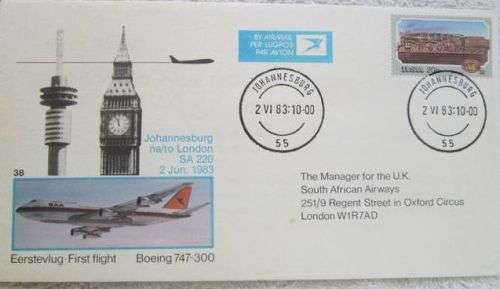 BY AIRMAIL
PER LUGPOS
PAR AVION
JOHANNESBURG
2 VI 83:10-00
55
JOHANNESBURG
2 VI 83:10-00
55
Johannesburg
na/to London
SA 220
2 Jun. 1983
38
SAA
Eerstevlug · First flight
Boeing 747-300
The Manager for the U.K.
South African Airways
251/9 Regent Street in Oxford Circus
London W1R7AD